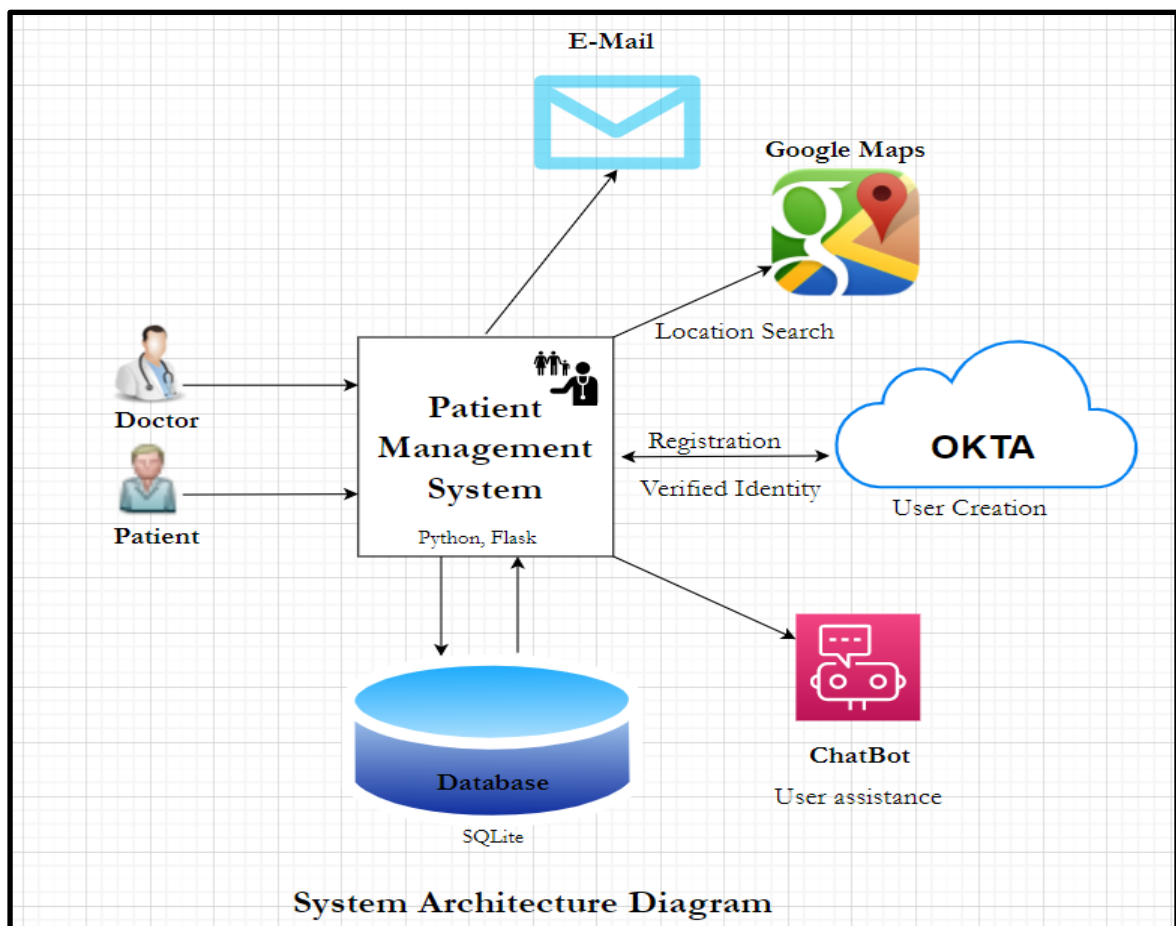 E-Mail
Google Maps
Location Search
Doctor
Patient
Patient
Management
System
Python, Flask
Registration
Verified Identity
OKTA
User Creation
Database
SQLite
ChatBot
User assistance
System Architecture Diagram